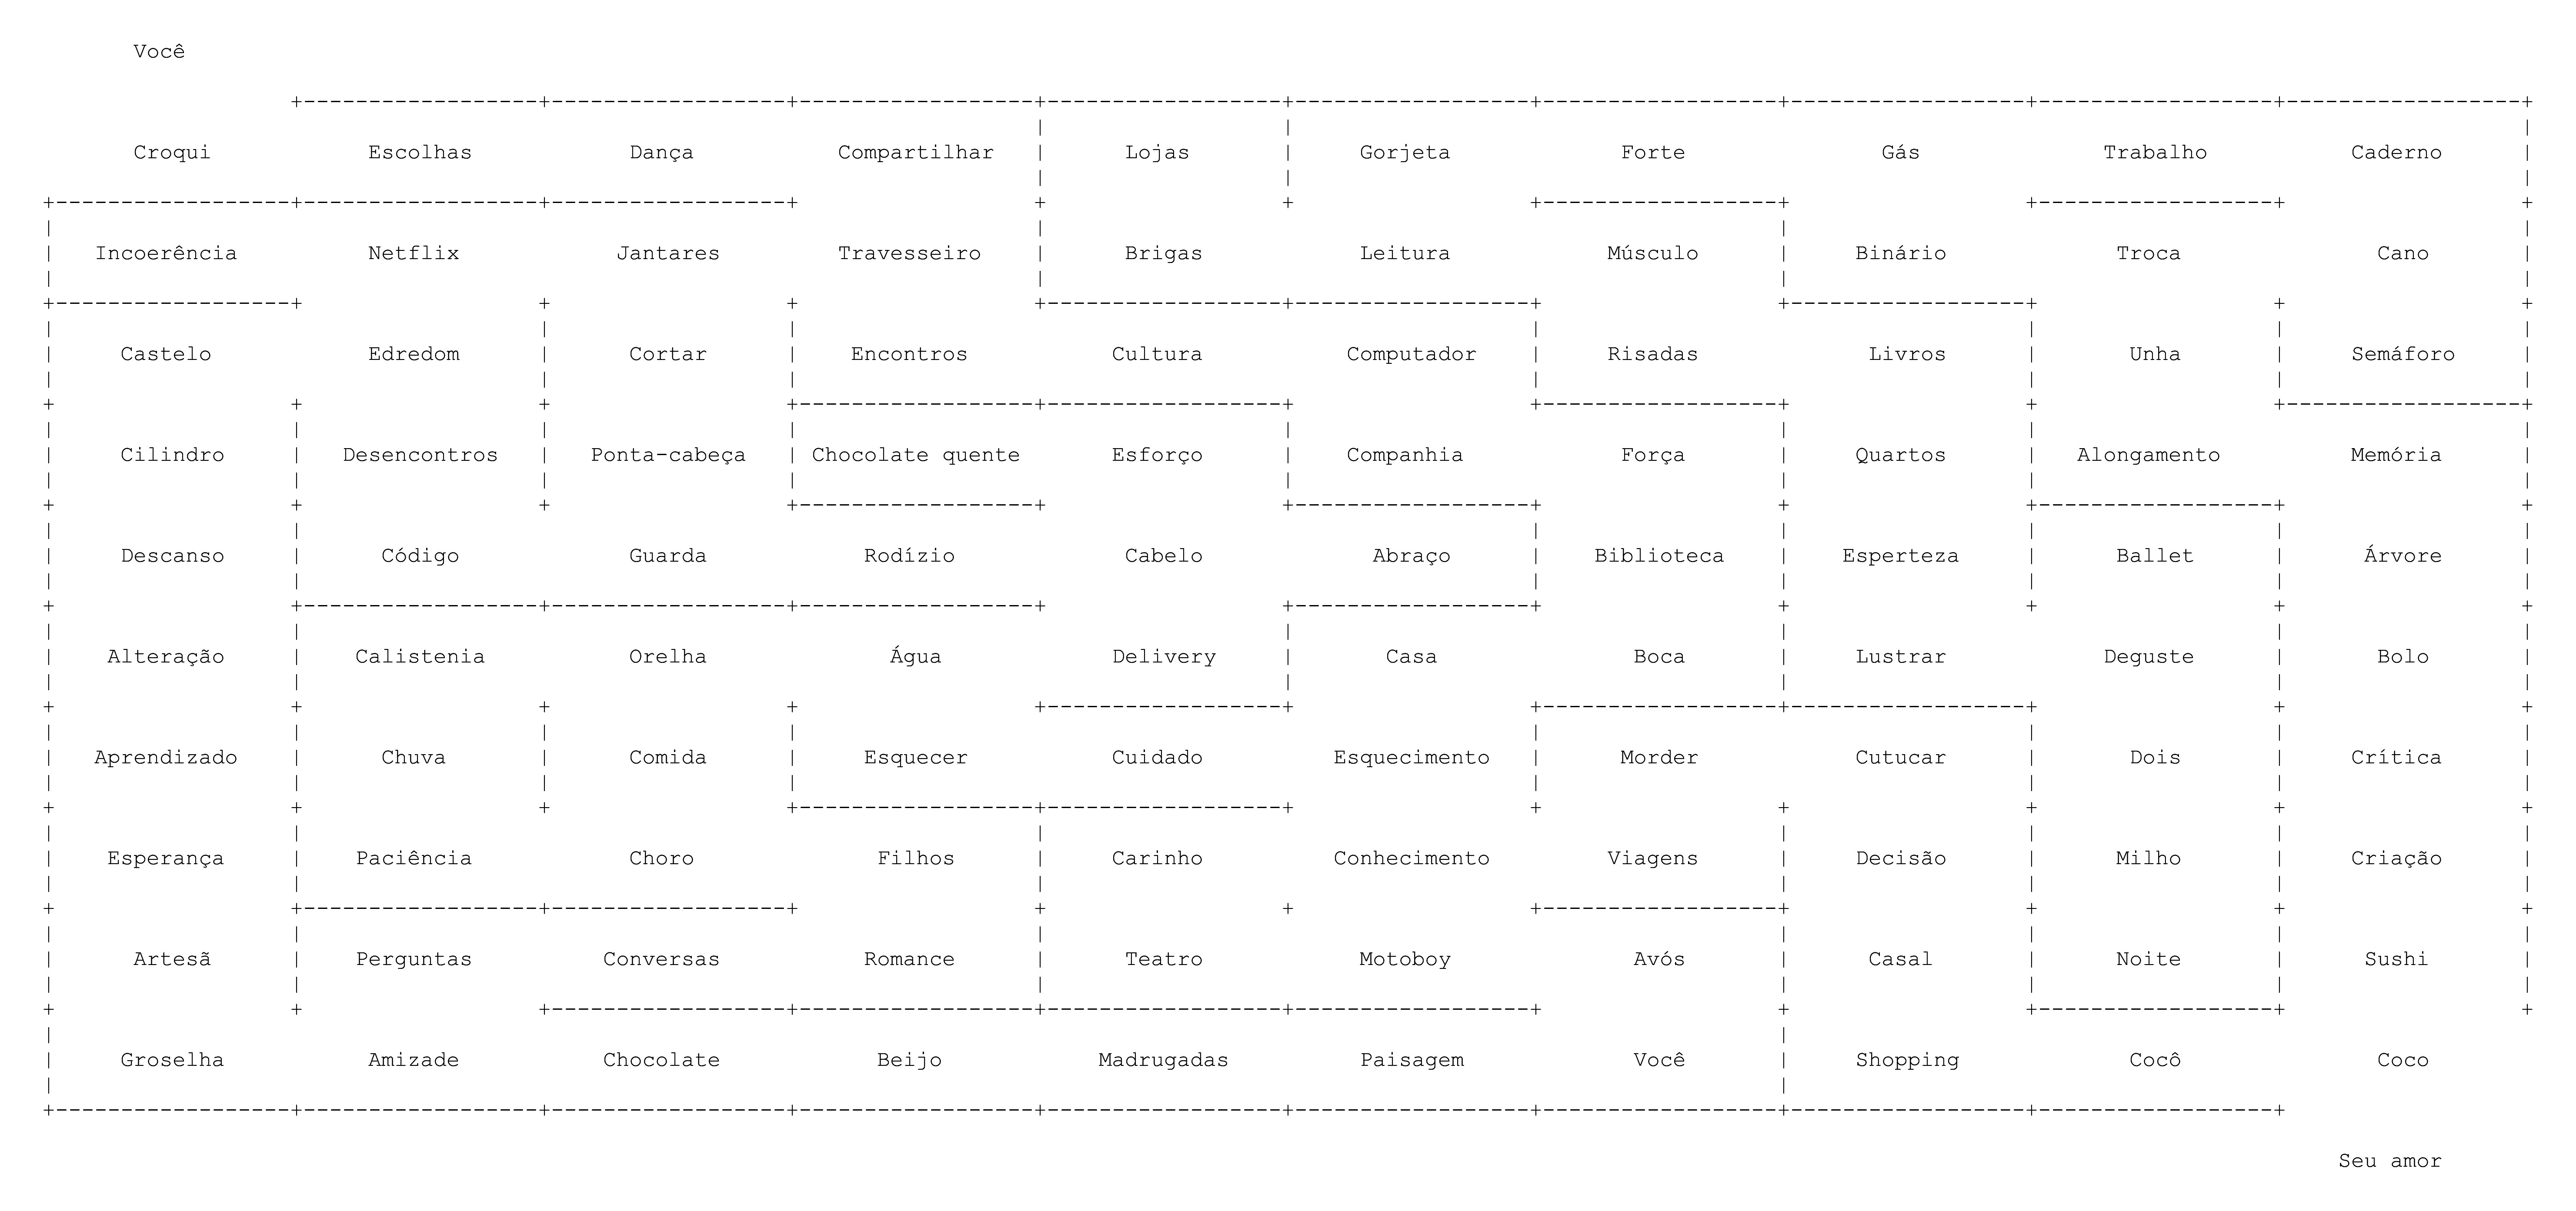 Você
Croqui Escolhas Dança Compartilhar Lojas Gorjeta Forte Gás Trabalho Caderno
Incoerência Netflix Jantares Travesseiro Brigas Leitura Músculo Binário Troca Cano
Castelo Edredom Cortar Encontros Cultura Computador Risadas Livros Unha Semáforo
Cilindro Desencontros Ponta-cabeça Chocolate quente Esforço Companhia Força Quartos Alongamento Memória
Descanso Código Guarda Rodízio Cabelo Abraço Biblioteca Esperteza Ballet Árvore
Alteração Calistenia Orelha Água Delivery Casa Boca Lustrar Deguste Bolo
Aprendizado Chuva Comida Esquecer Cuidado Esquecimento Morder Cutucar Dois Crítica
Esperança Paciência Choro Filhos Carinho Conhecimento Viagens Decisão Milho Criação
Artesã Perguntas Conversas Romance Teatro Motoboy Avós Casal Noite Sushi
Groselha Amizade Chocolate Beijo Madrugadas Paisagem Você Shopping Cocô Coco
Seu amor